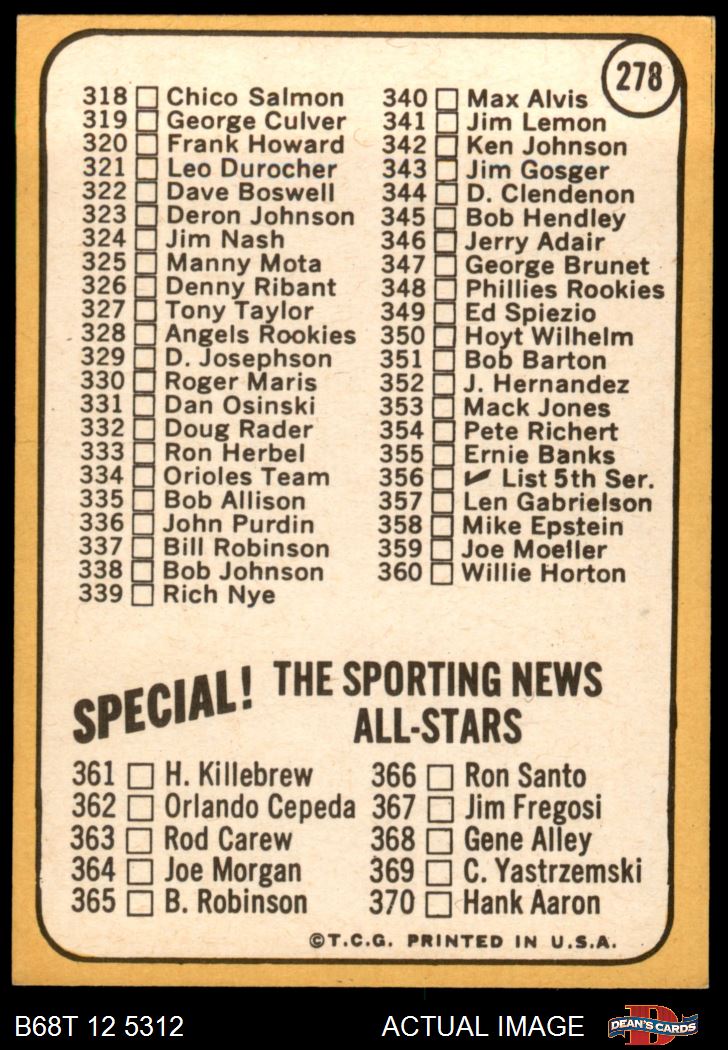 278
318 Chico Salmon
319 George Culver
320 Frank Howard
321 Leo Durocher
322 Dave Boswell
323 Deron Johnson
324 Jim Nash
325 Manny Mota
326 Denny Ribant
327 Tony Taylor
328 Angels Rookies
329 D. Josephson
330 Roger Maris
331 Dan Osinski
332 Doug Rader
333 Ron Herbel
334 Orioles Team
335 Bob Allison
336 John Purdin
337 Bill Robinson
338 Bob Johnson
339 Rich Nye
340 Max Alvis
341 Jim Lemon
342 Ken Johnson
343 Jim Gosger
344 D. Clendenon
345 Bob Hendley
346 Jerry Adair
347 George Brunet
348 Phillies Rookies
349 Ed Spiezio
350 Hoyt Wilhelm
351 Bob Barton
352 J. Hernandez
353 Mack Jones
354 Pete Richert
355 Ernie Banks
356 ✓ List 5th Ser.
357 Len Gabrielson
358 Mike Epstein
359 Joe Moeller
360 Willie Horton
SPECIAL! THE SPORTING NEWS
ALL-STARS
361 H. Killebrew
362 Orlando Cepeda
363 Rod Carew
364 Joe Morgan
365 B. Robinson
366 Ron Santo
367 Jim Fregosi
368 Gene Alley
369 C. Yastrzemski
370 Hank Aaron
©T.C.G. PRINTED IN U.S.A.
B68T 12 5312
ACTUAL IMAGE
DEAN'S CARDS